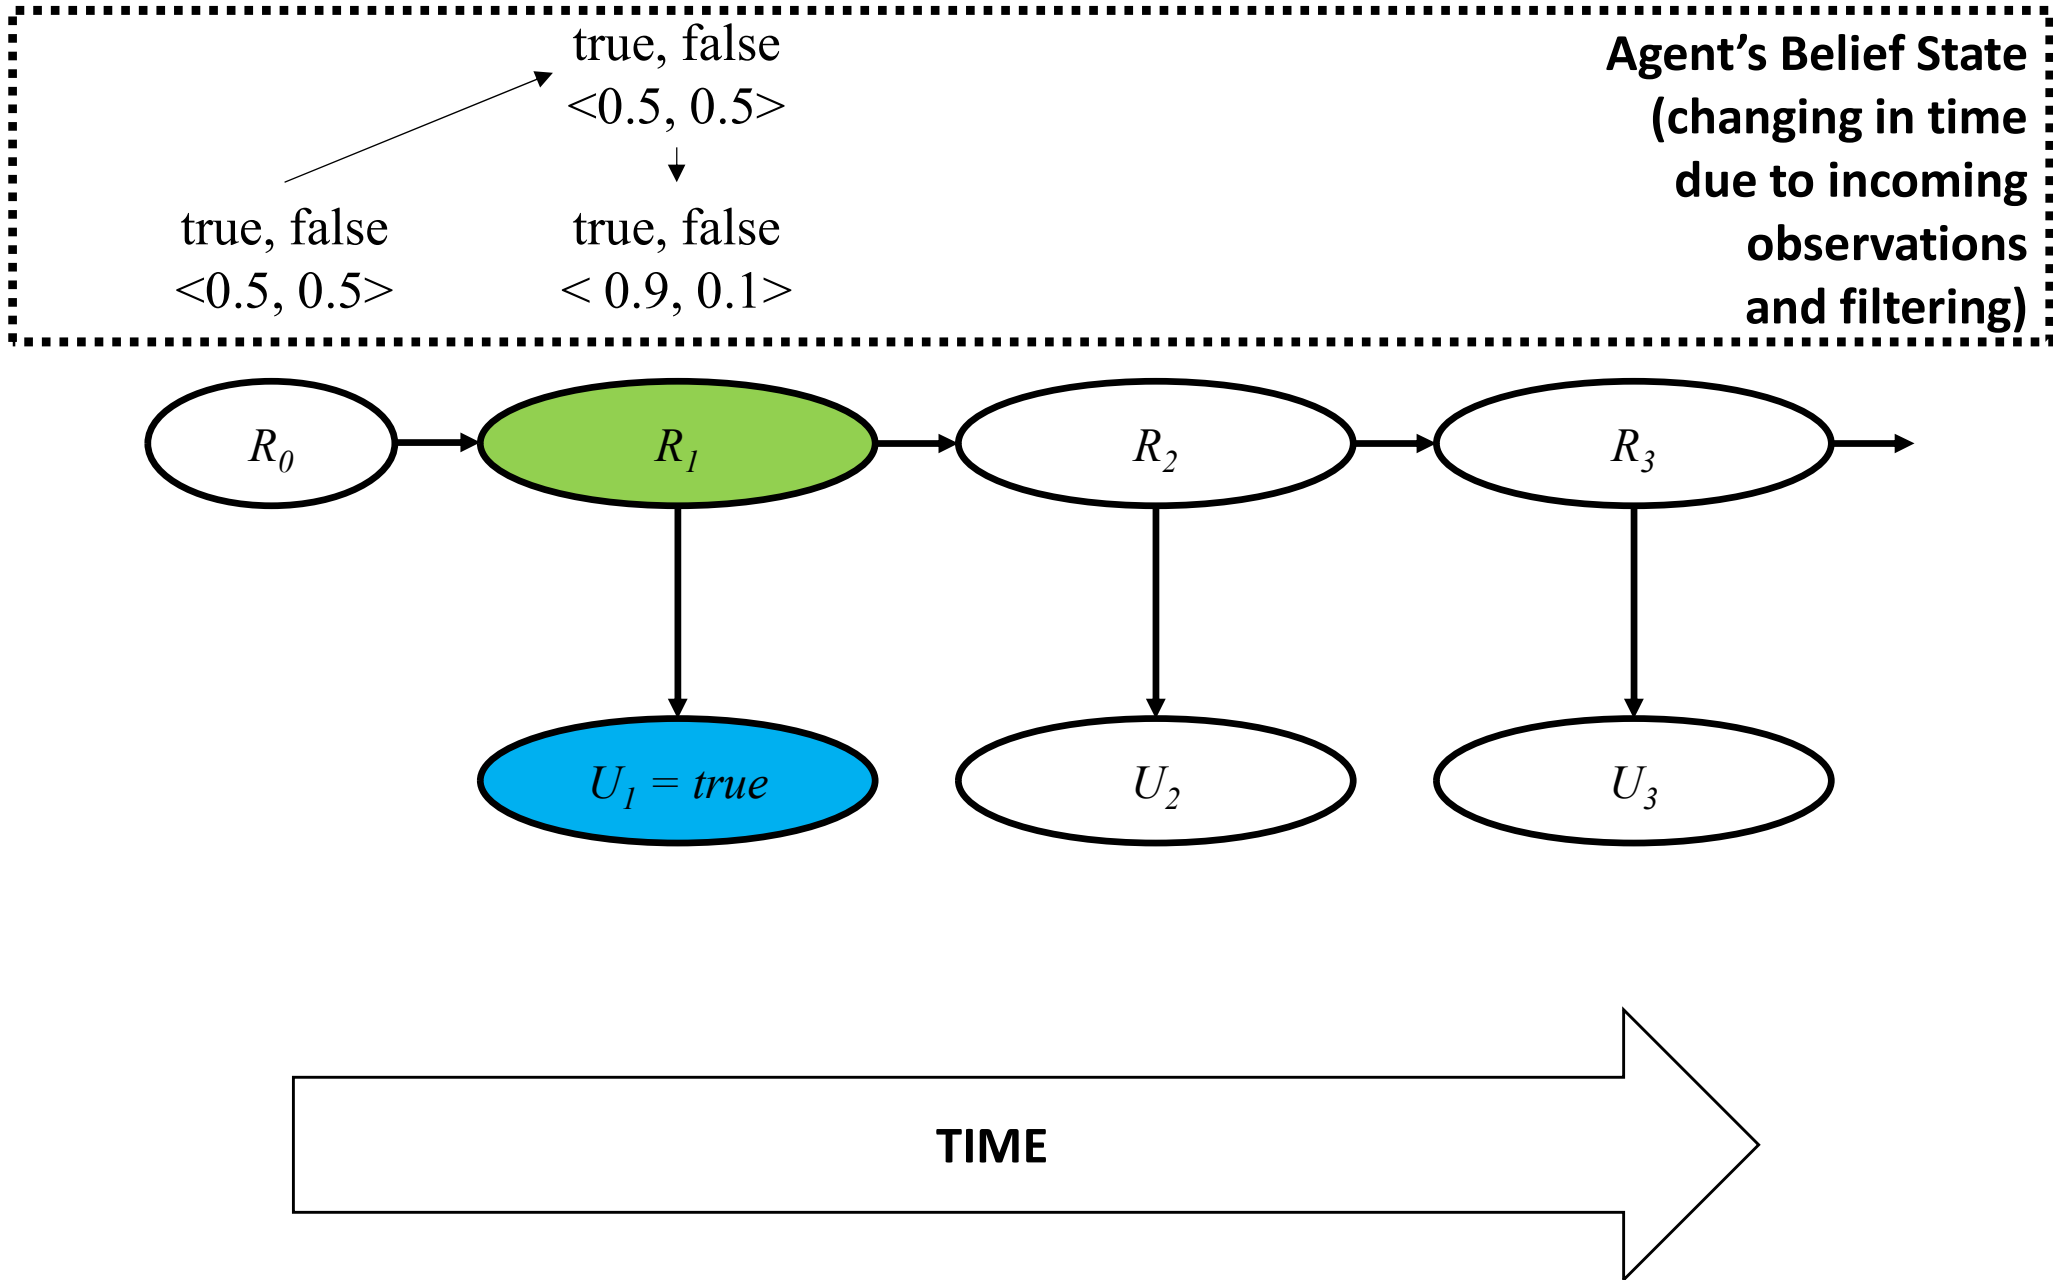 true, false
<0.5, 0.5>
true, false
<0.5, 0.5>
true, false
< 0.9, 0.1>
Agent’s Belief State
(changing in time
due to incoming
observations
and filtering)
R0
R1
R2
R3
U1 = true
U2
U3
TIME